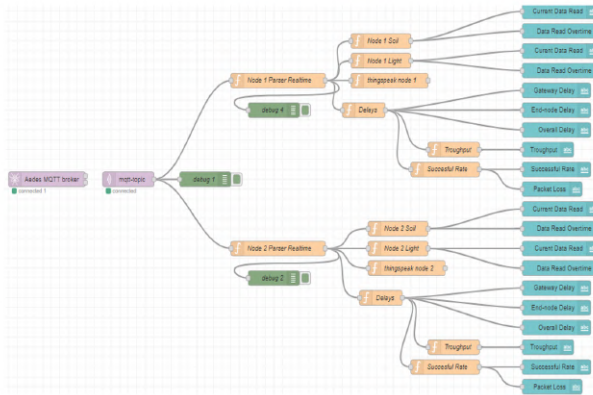 Current Data Read
Node 1 Soil
Data Read Overtime
Node 1 Light
Curent Data Read
Data Read Overtime
Node 1 Parser Realtime
thingspeak node 1
Gateway Delay
debug 4
Delays
End-node Delay
Overall Delay
Troughput
Troughput
Aedes MQTT broker
connected 1
mqtt-topic
connected
debug 1
Succesful Rate
Successful Rate
Packet Loss
Current Data Read
Node 2 Soil
Data Read Overtime
Node 2 Parser Realtime
Node 2 Light
Curent Data Read
thingspeak node 2
Data Read Overtime
debug 2
Gateway Delay
Delays
End-node Delay
Overall Delay
Troughput
Troughput
Succesful Rate
Successful Rate
Packet Loss